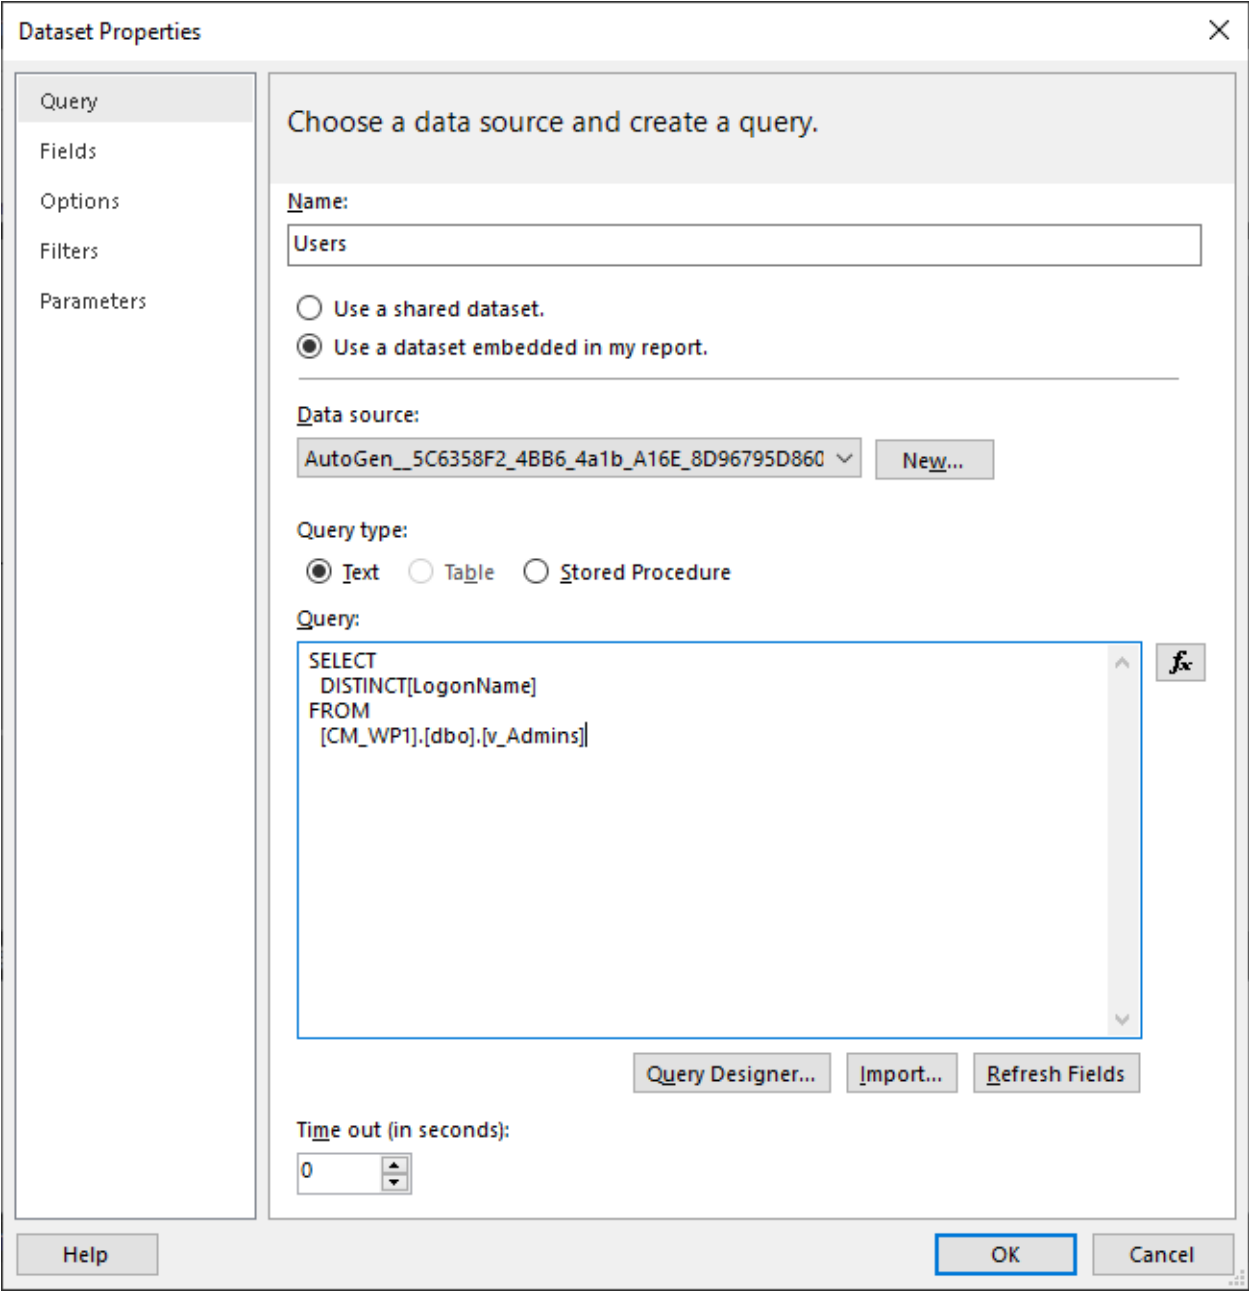 Dataset Properties
Query
Fields
Options
Filters
Parameters
Choose a data source and create a query.
Name:
Users
Use a shared dataset.
Use a dataset embedded in my report.
Data source:
AutoGen__5C6358F2_4BB6_4a1b_A16E_8D96795D860
New...
Query type:
Text Table Stored Procedure
Query:
SELECT
DISTINCT[LogonName]
FROM
[CM_WP1].[dbo].[v_Admins]
fx
Query Designer... Import... Refresh Fields
Time out (in seconds):
0
Help OK Cancel